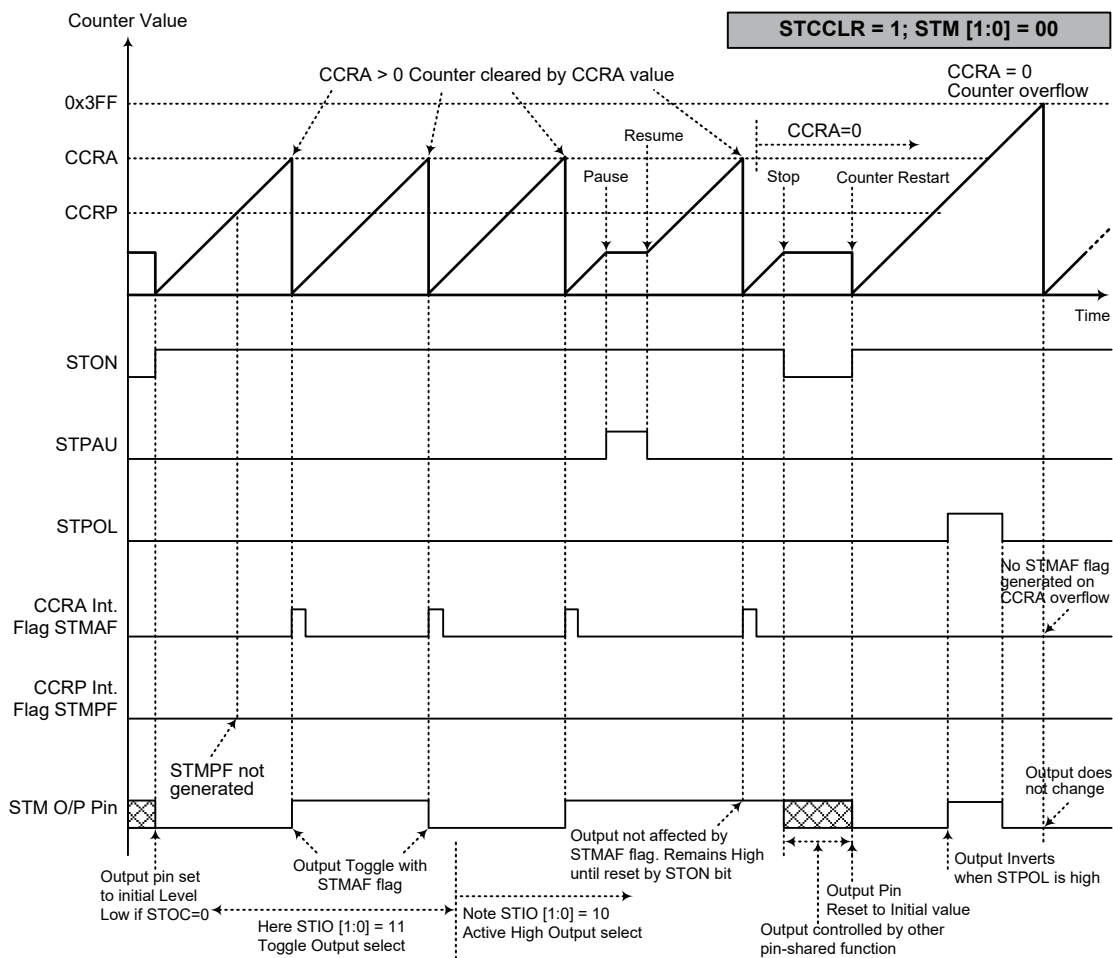 Counter Value
STCCLR = 1; STM [1:0] = 00
CCRA > 0 Counter cleared by CCRA value
CCRA = 0
Counter overflow
0x3FF
CCRA=0
Resume
CCRA
Pause
Stop
Counter Restart
CCRP
Time
STON
STPAU
STPOL
No STMAF flag
generated on
CCRA overflow
CCRA Int.
Flag STMAF
CCRP Int.
Flag STMPF
STMPF not
generated
Output does
not change
STM O/P Pin
Output pin set
to initial Level
Low if STOC=0
Output Toggle with
STMAF flag
Output not affected by
STMAF flag. Remains High
until reset by STON bit
Output Inverts
when STPOL is high
Output Pin
Reset to Initial value
Here STIO [1:0] = 11
Toggle Output select
Note STIO [1:0] = 10
Active High Output select
Output controlled by other
pin-shared function